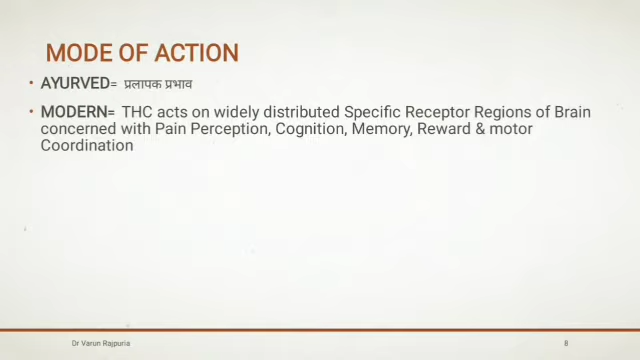 MODE OF ACTION
• AYURVED= प्रलापक प्रभाव
• MODERN= THC acts on widely distributed Specific Receptor Regions of Brain
concerned with Pain Perception, Cognition, Memory, Reward & motor
Coordination
Dr Varun Rajpuria 8